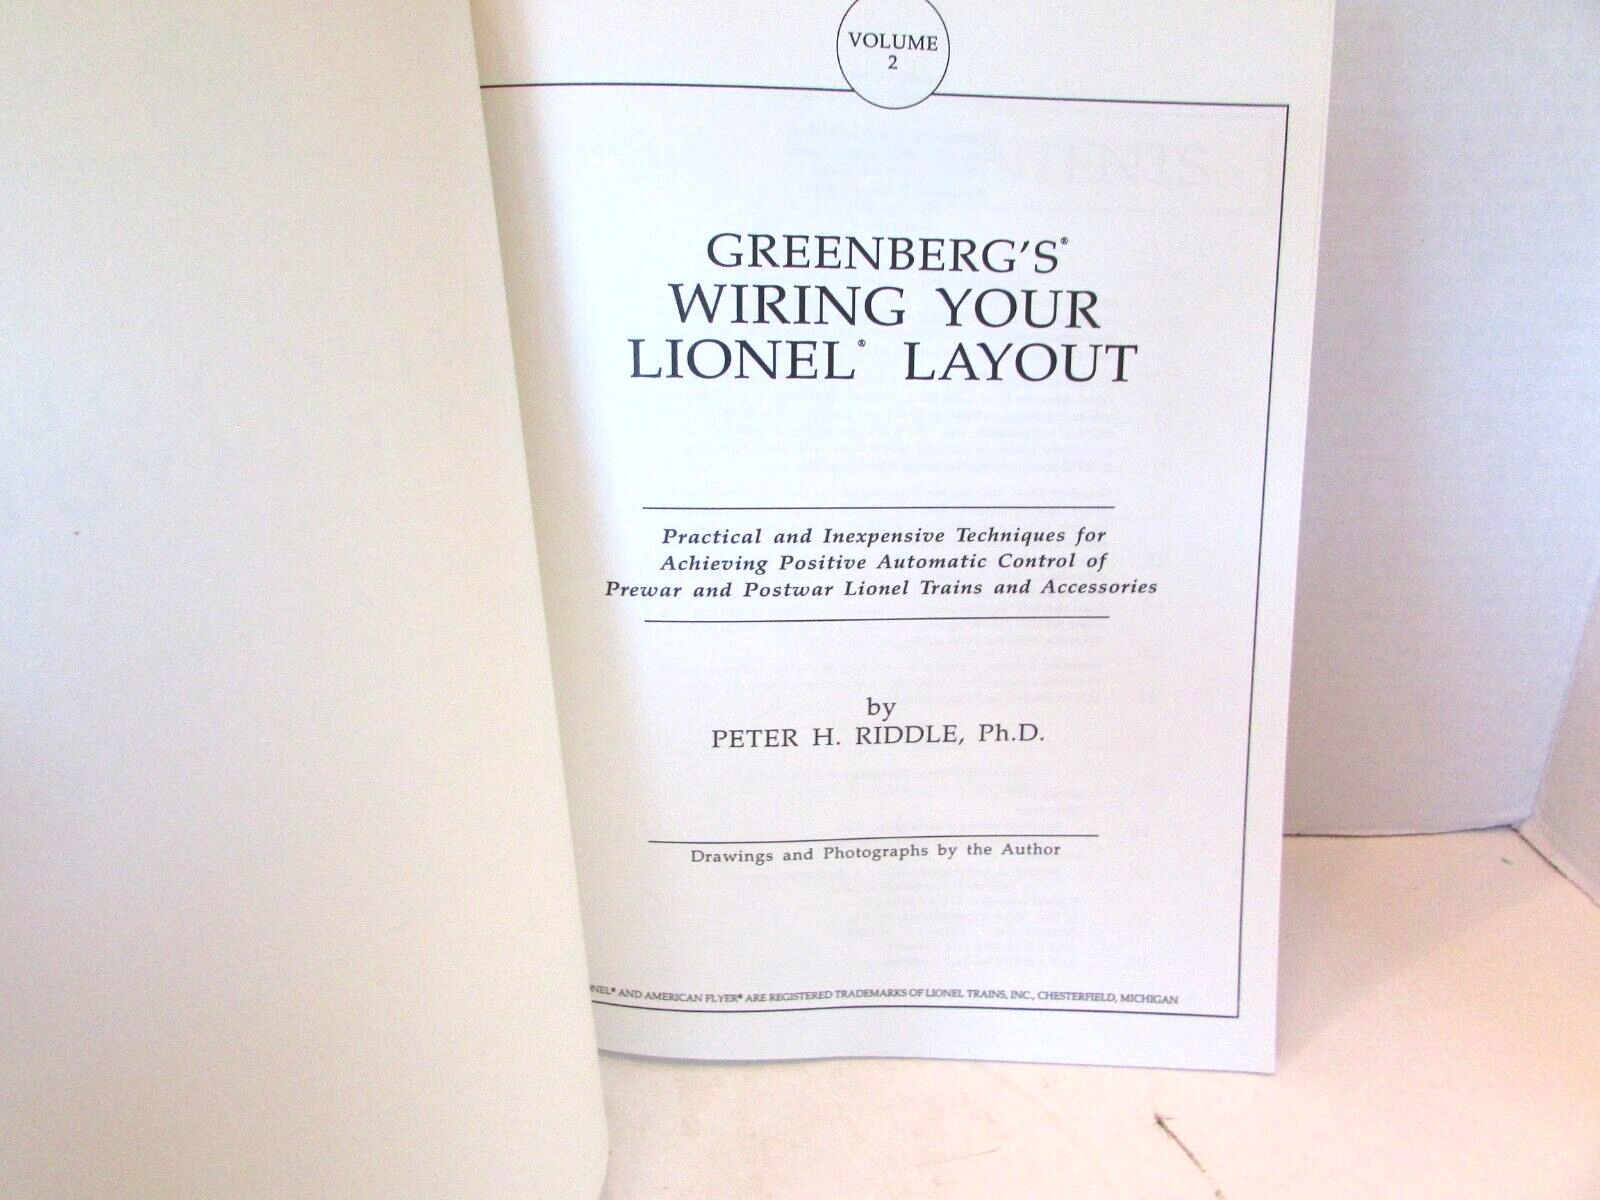 VOLUME
2
GREENBERG'S®
WIRING YOUR
LIONEL® LAYOUT
Practical and Inexpensive Techniques for
Achieving Positive Automatic Control of
Prewar and Postwar Lionel Trains and Accessories
by
PETER H. RIDDLE, Ph.D.
Drawings and Photographs by the Author
AND AMERICAN FLYER® ARE REGISTERED TRADEMARKS OF LIONEL TRAINS, INC., CHESTERFIELD, MICHIGAN